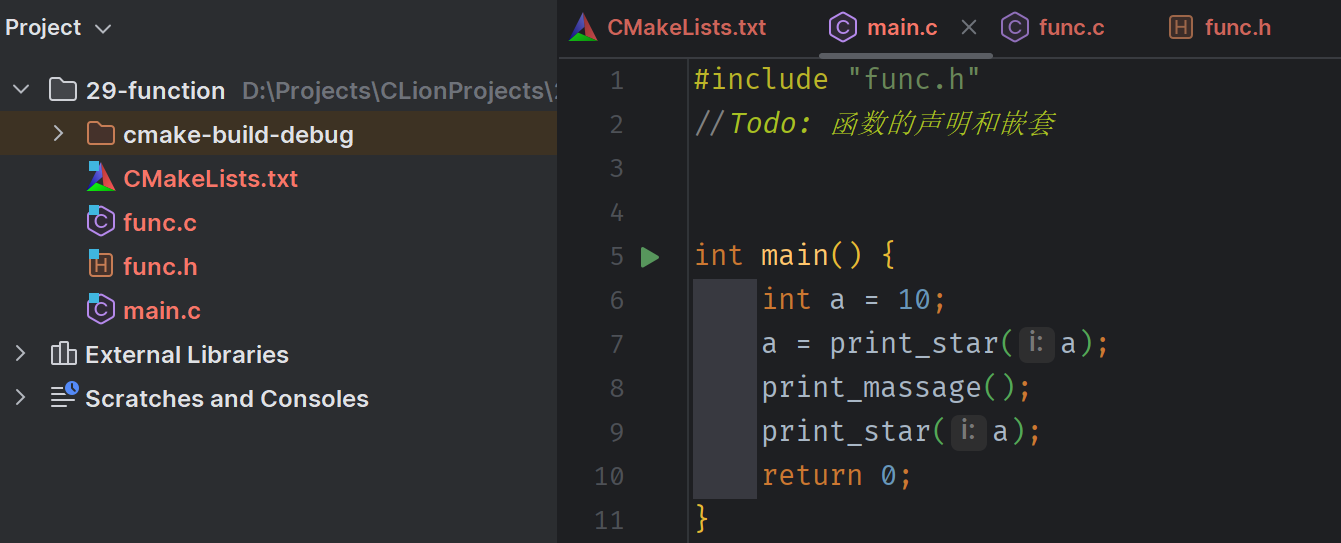 Project
29-function D:\Projects\CLionProjects\
cmake-build-debug
CMakeLists.txt
func.c
func.h
main.c
External Libraries
Scratches and Consoles
CMakeLists.txt main.c func.c func.h
1 #include "func.h"
2 //Todo: 函数的声明和嵌套
3
4
5 int main() {
6 int a = 10;
7 a = print_star( i: a);
8 print_massage();
9 print_star( i: a);
10 return 0;
11 }